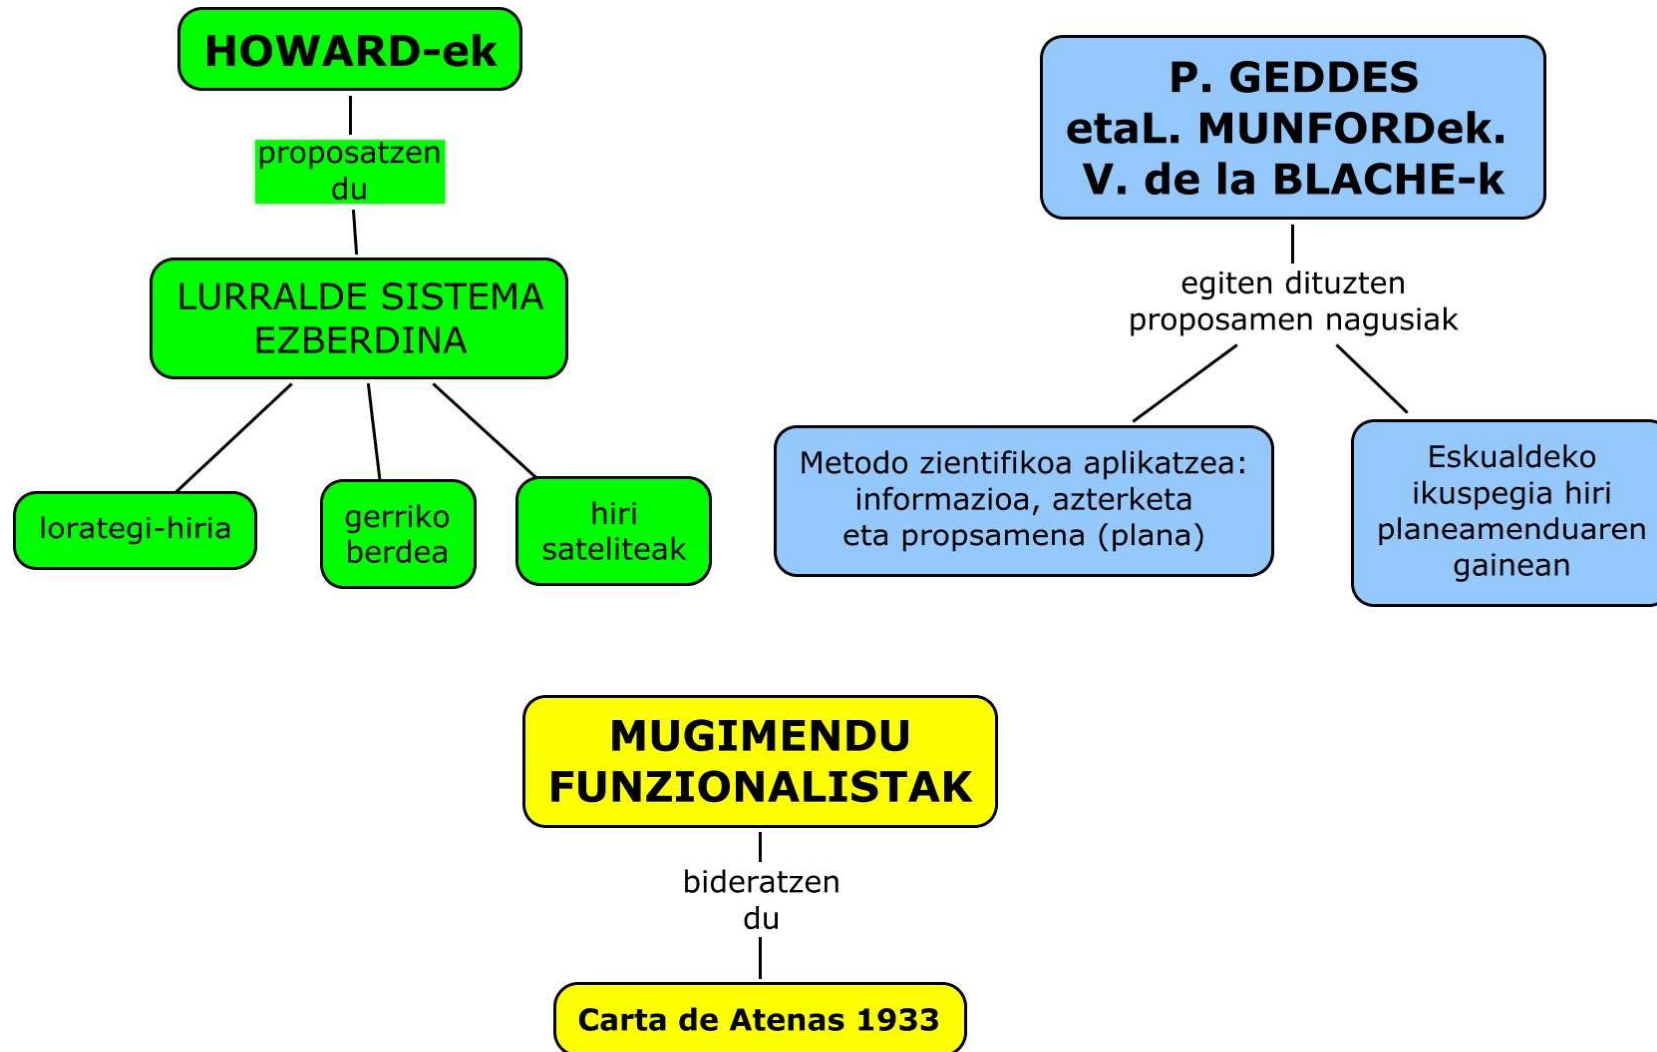 HOWARD-ek
proposatzen
du
LURRALDE SISTEMA
EZBERDINA
lorategi-hiria
gerriko
berdea
hiri
sateliteak
P. GEDDES
etaL. MUNFORDek.
V. de la BLACHE-k
egiten dituzten
proposamen nagusiak
Metodo zientifikoa aplikatzea:
informazioa, azterketa
eta propsamena (plana)
Eskualdeko
ikuspegia hiri
planeamenduaren
gainean
MUGIMENDU
FUNZIONALISTAK
bideratzen
du
Carta de Atenas 1933